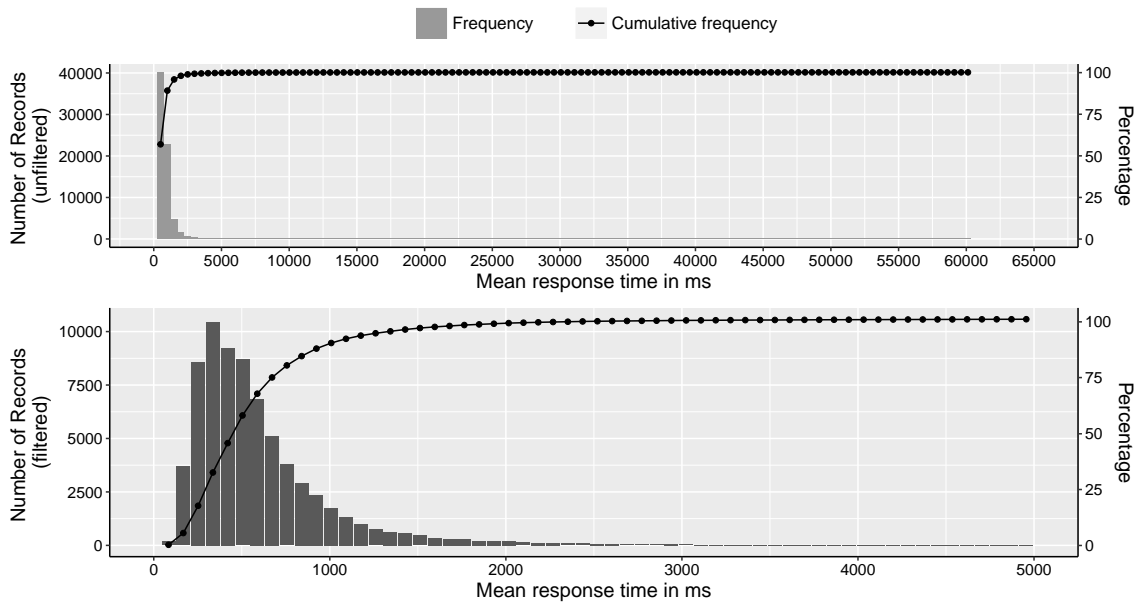 Frequency Cumulative frequency
Number of Records
(unfiltered)
40000
30000
20000
10000
0
100
75
50
25
0
Percentage
0 5000 10000 15000 20000 25000 30000 35000 40000 45000 50000 55000 60000 65000
Mean response time in ms
Number of Records
(filtered)
10000
7500
5000
2500
0
100
75
50
25
0
Percentage
0 1000 2000 3000 4000 5000
Mean response time in ms